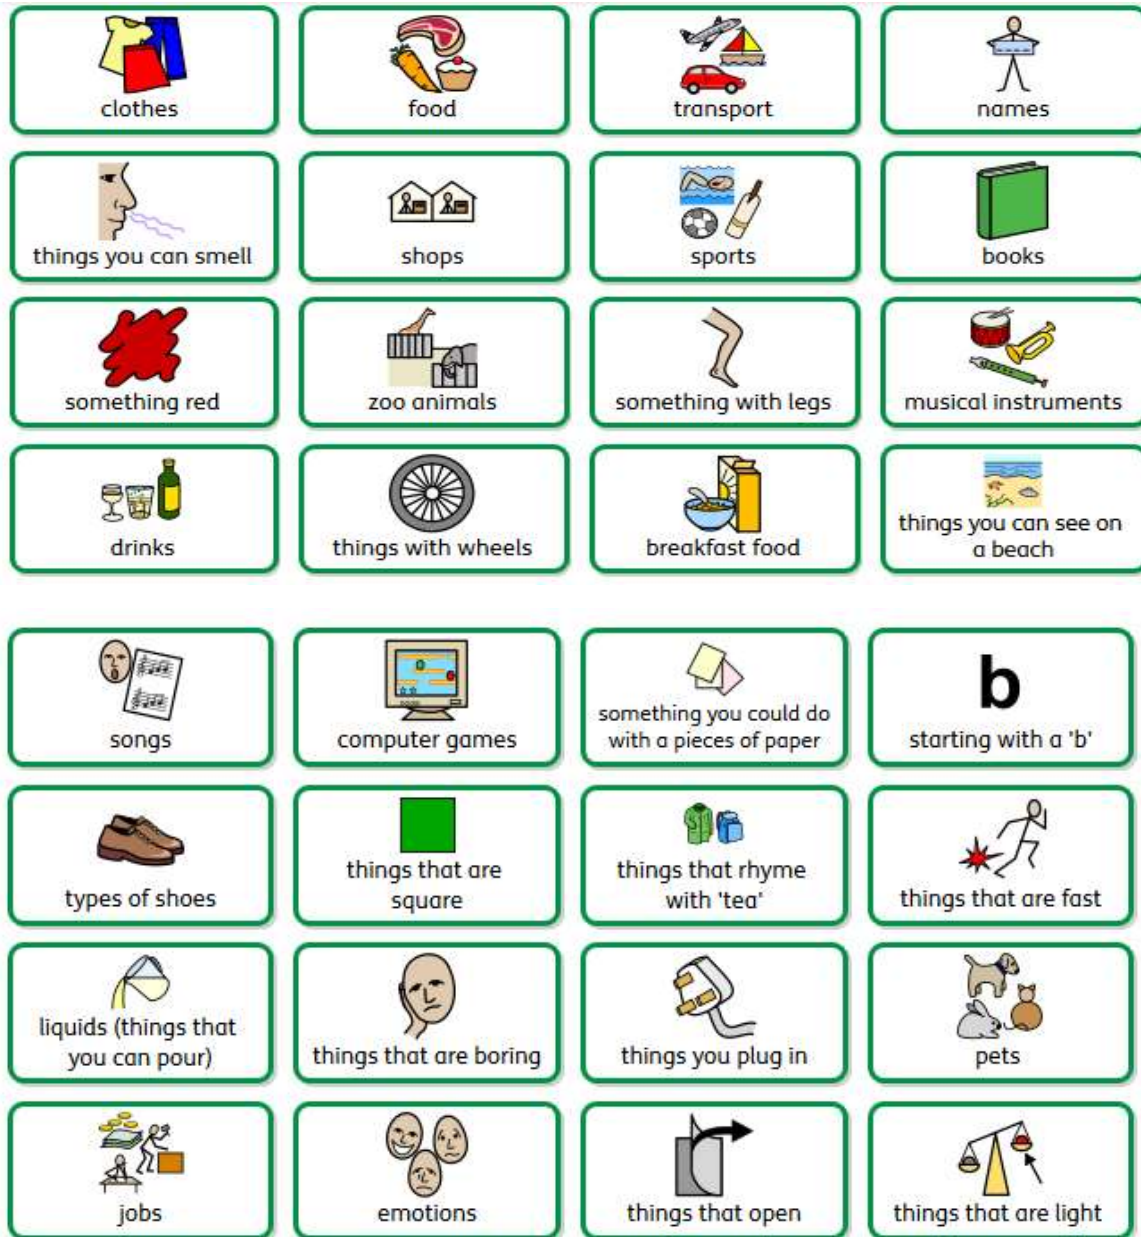 clothes
food
transport
names
things you can smell
shops
sports
books
something red
zoo animals
something with legs
musical instruments
drinks
things with wheels
breakfast food
things you can see on
a beach
songs
computer games
something you could do
with a pieces of paper
b
starting with a 'b'
types of shoes
things that are
square
things that rhyme
with 'tea'
things that are fast
liquids (things that
you can pour)
things that are boring
things you plug in
pets
jobs
emotions
things that open
things that are light